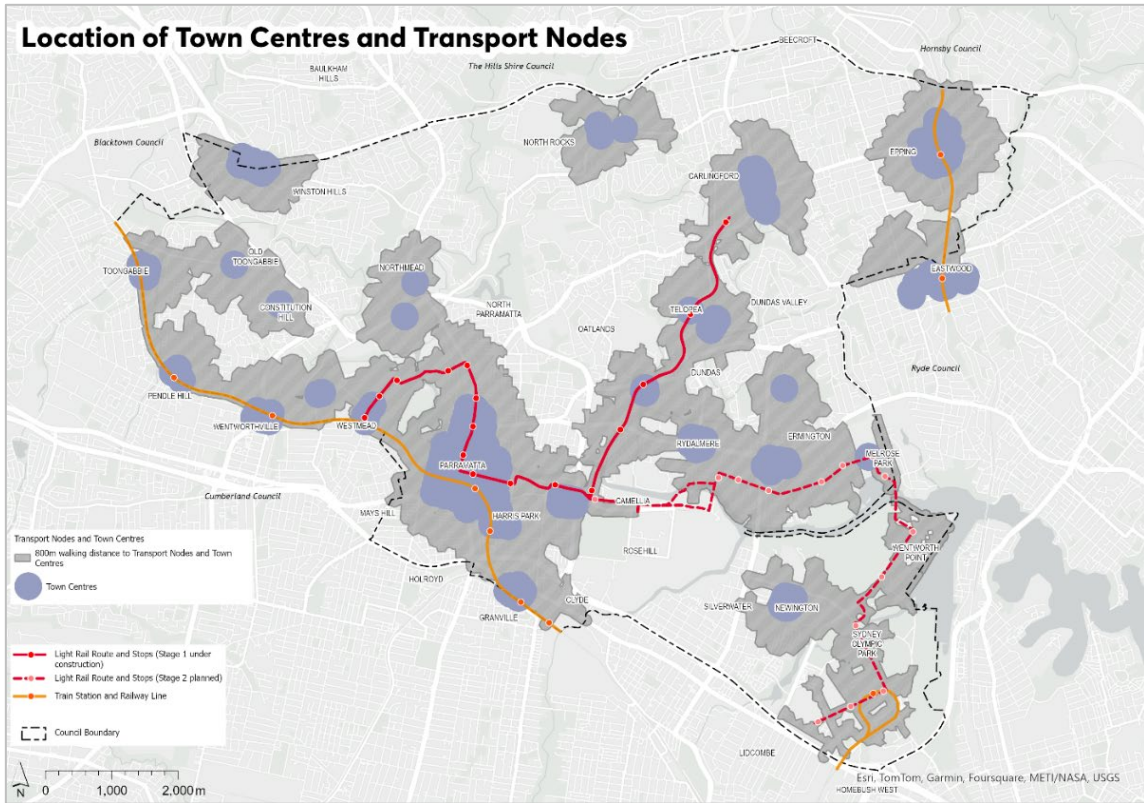 Location of Town Centres and Transport Nodes
BEECROFT
Hornsby Council
The Hills Shire Council
BAULKHAM
HILLS
Blacktown Council
NORTH ROCKS
EPPING
CARLINGFORD
WINSTON HILLS
OLD
TOONGABBIE
TOONGABBIE
NORTHMEAD
EASTWOOD
CONSTITUTION
HILL
NORTH
PARRAMATTA
TELOPEA
DUNDAS VALLEY
OATLANDS
Ryde Council
DUNDAS
PENDLE HILL
WENTWORTHVILLE
WESTMEAD
RYDALMERE
ERMINGTON
MELROSE
PARK
PARRAMATTA
Cumberland Council
CAMELLIA
MAYS HILL
HARRIS PARK
ROSE HILL
WENTWORTH
POINT
HOLROYD
CLYDE
GRANVILLE
SILVERWATER
NEWINGTON
SYDNEY
OLYMPIC
PARK
LIDCOMBE
HOMEBUSH WEST
Transport Nodes and Town Centres
800m walking distance to Transport Nodes and Town
Centres
Town Centres
Light Rail Route and Stops (Stage 1 under
construction)
Light Rail Route and Stops (Stage 2 planned)
Train Station and Railway Line
Council Boundary
N
0 1,000 2,000 m
Esri, TomTom, Garmin, Foursquare, METI/NASA, USGS